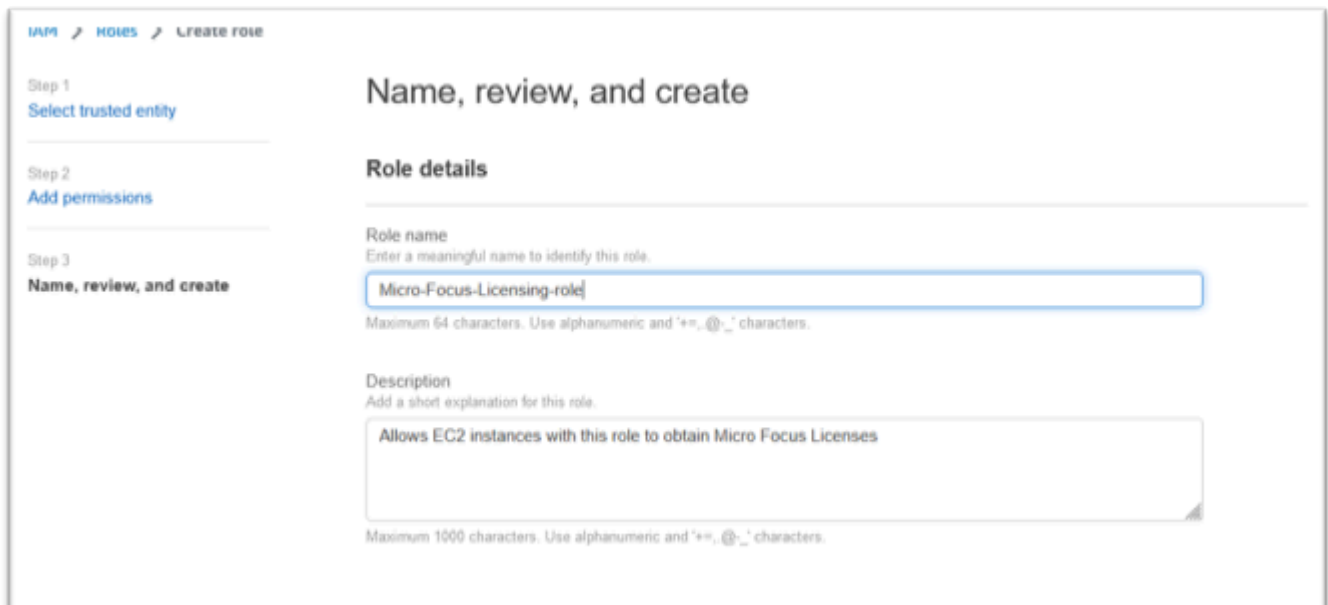 IAM > Roles > Create role
Step 1
Select trusted entity
Step 2
Add permissions
Step 3
Name, review, and create
Name, review, and create
Role details
Role name
Enter a meaningful name to identify this role.
Micro-Focus-Licensing-role
Maximum 64 characters. Use alphanumeric and '+=,.@-_' characters.
Description
Add a short explanation for this role.
Allows EC2 instances with this role to obtain Micro Focus Licenses
Maximum 1000 characters. Use alphanumeric and '+=,.@-_' characters.